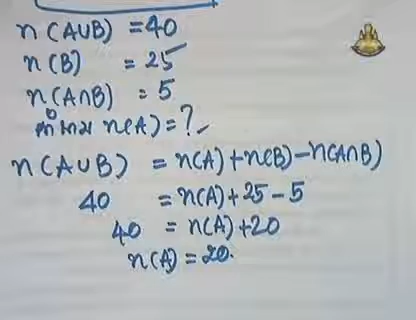 n(A∪B) = 40
n(B) = 25
n(A∩B) = 5
n(A) = ?
n(A∪B) = n(A)+n(B)-n(A∩B)
40 = n(A)+25-5
40 = n(A)+20
n(A) = 20.